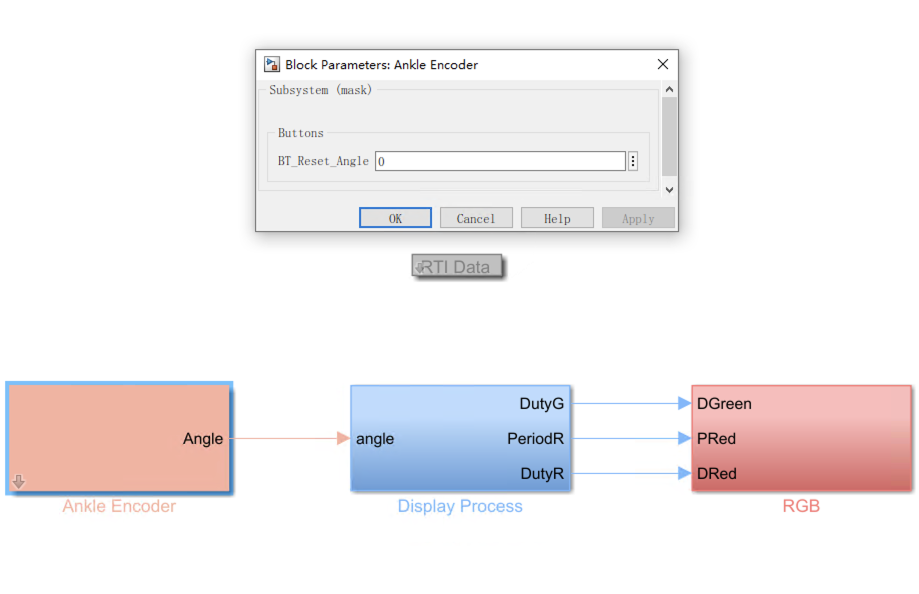 Block Parameters: Ankle Encoder
Subsystem (mask)
Buttons
BT_Reset_Angle 0
OK Cancel Help Apply
RTI Data
Angle
Ankle Encoder
angle
DutyG
PeriodR
DutyR
Display Process
DGreen
PRed
DRed
RGB